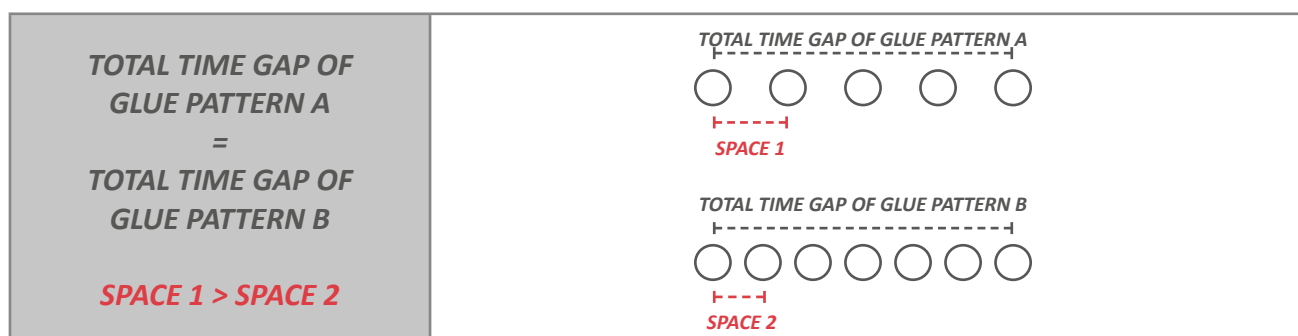 TOTAL TIME GAP OF
GLUE PATTERN A
=
TOTAL TIME GAP OF
GLUE PATTERN B
SPACE 1 > SPACE 2
TOTAL TIME GAP OF GLUE PATTERN A
SPACE 1
TOTAL TIME GAP OF GLUE PATTERN B
SPACE 2